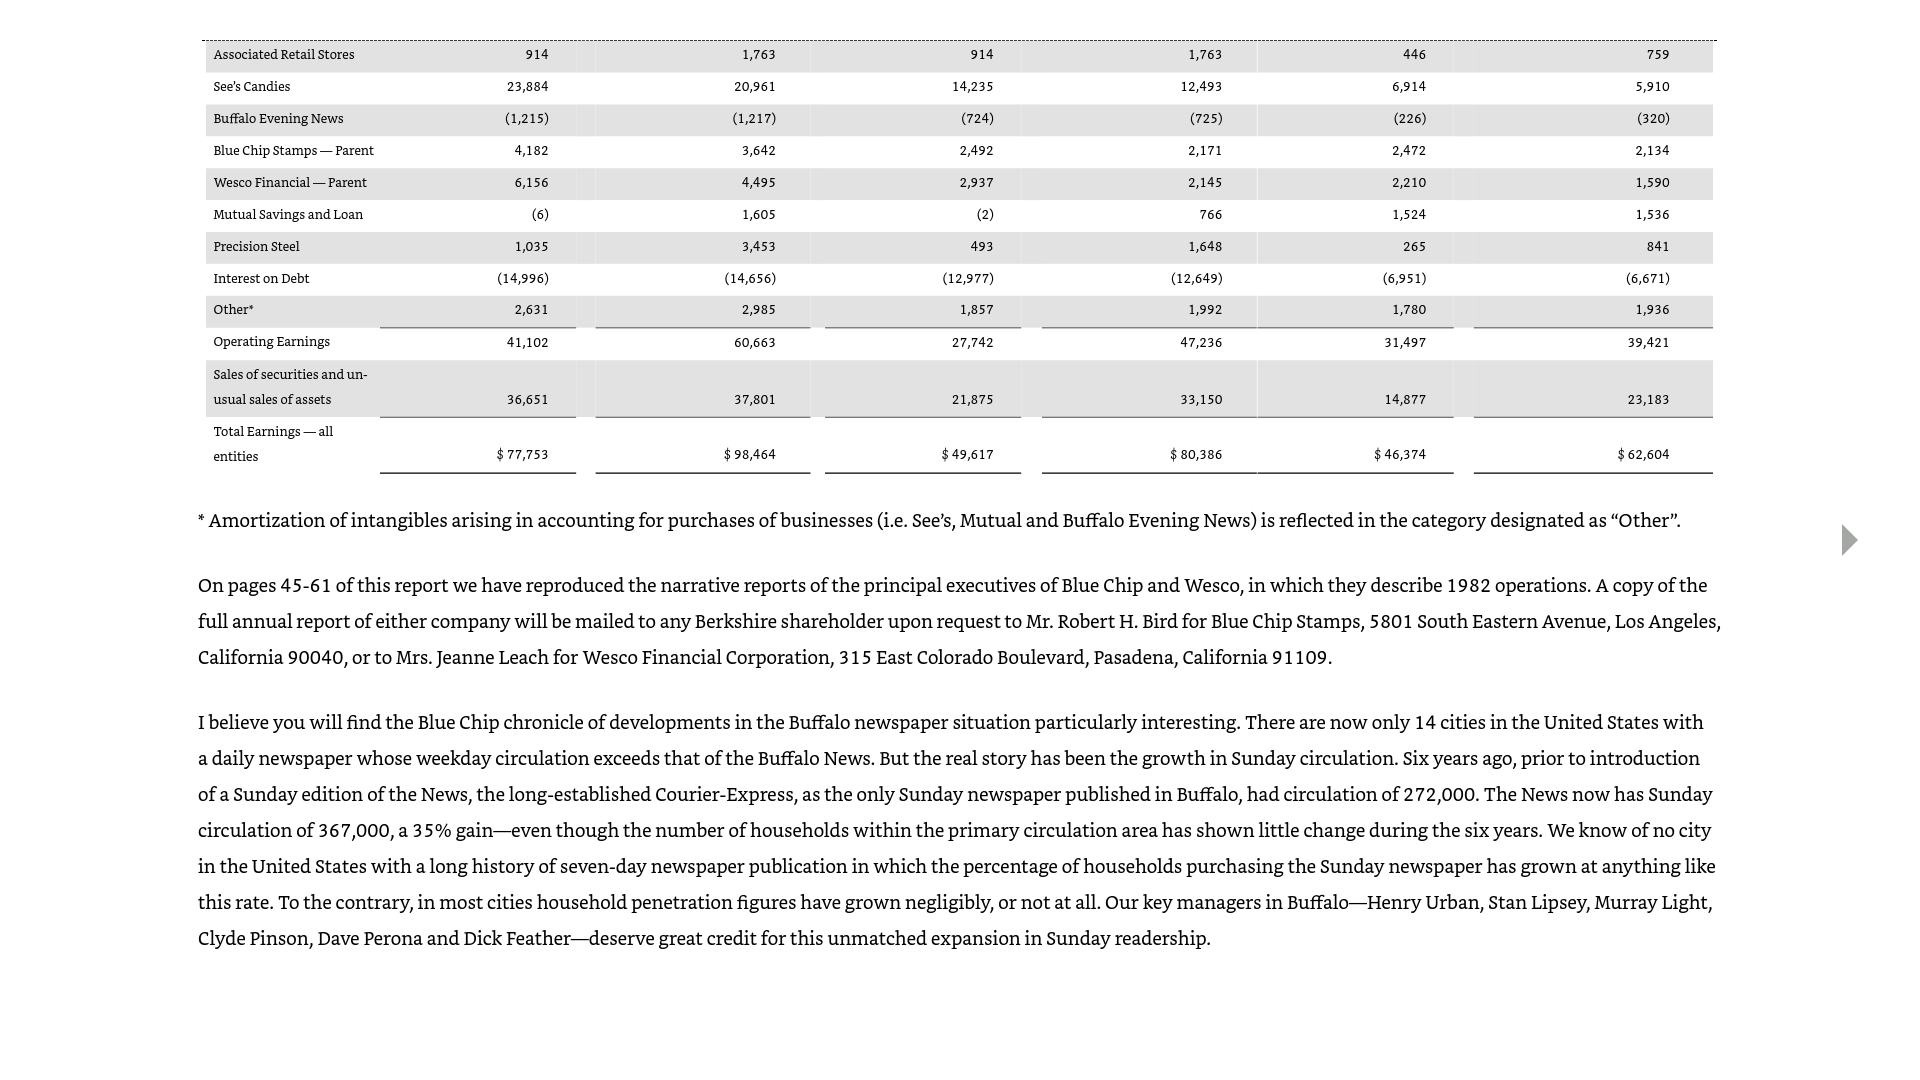 Associated Retail Stores 914 1,763 914 1,763 446 759
See’s Candies 23,884 20,961 14,235 12,493 6,914 5,910
Buffalo Evening News (1,215) (1,217) (724) (725) (226) (320)
Blue Chip Stamps — Parent 4,182 3,642 2,492 2,171 2,472 2,134
Wesco Financial — Parent 6,156 4,495 2,937 2,145 2,210 1,590
Mutual Savings and Loan (6) 1,605 (2) 766 1,524 1,536
Precision Steel 1,035 3,453 493 1,648 265 841
Interest on Debt (14,996) (14,656) (12,977) (12,649) (6,951) (6,671)
Other* 2,631 2,985 1,857 1,992 1,780 1,936
Operating Earnings 41,102 60,663 27,742 47,236 31,497 39,421
Sales of securities and un-
usual sales of assets 36,651 37,801 21,875 33,150 14,877 23,183
Total Earnings — all
entities $ 77,753 $ 98,464 $ 49,617 $ 80,386 $ 46,374 $ 62,604
* Amortization of intangibles arising in accounting for purchases of businesses (i.e. See’s, Mutual and Buffalo Evening News) is reflected in the category designated as “Other”.
On pages 45-61 of this report we have reproduced the narrative reports of the principal executives of Blue Chip and Wesco, in which they describe 1982 operations. A copy of the
full annual report of either company will be mailed to any Berkshire shareholder upon request to Mr. Robert H. Bird for Blue Chip Stamps, 5801 South Eastern Avenue, Los Angeles,
California 90040, or to Mrs. Jeanne Leach for Wesco Financial Corporation, 315 East Colorado Boulevard, Pasadena, California 91109.
I believe you will find the Blue Chip chronicle of developments in the Buffalo newspaper situation particularly interesting. There are now only 14 cities in the United States with
a daily newspaper whose weekday circulation exceeds that of the Buffalo News. But the real story has been the growth in Sunday circulation. Six years ago, prior to introduction
of a Sunday edition of the News, the long-established Courier-Express, as the only Sunday newspaper published in Buffalo, had circulation of 272,000. The News now has Sunday
circulation of 367,000, a 35% gain—even though the number of households within the primary circulation area has shown little change during the six years. We know of no city
in the United States with a long history of seven-day newspaper publication in which the percentage of households purchasing the Sunday newspaper has grown at anything like
this rate. To the contrary, in most cities household penetration figures have grown negligibly, or not at all. Our key managers in Buffalo—Henry Urban, Stan Lipsey, Murray Light,
Clyde Pinson, Dave Perona and Dick Feather—deserve great credit for this unmatched expansion in Sunday readership.